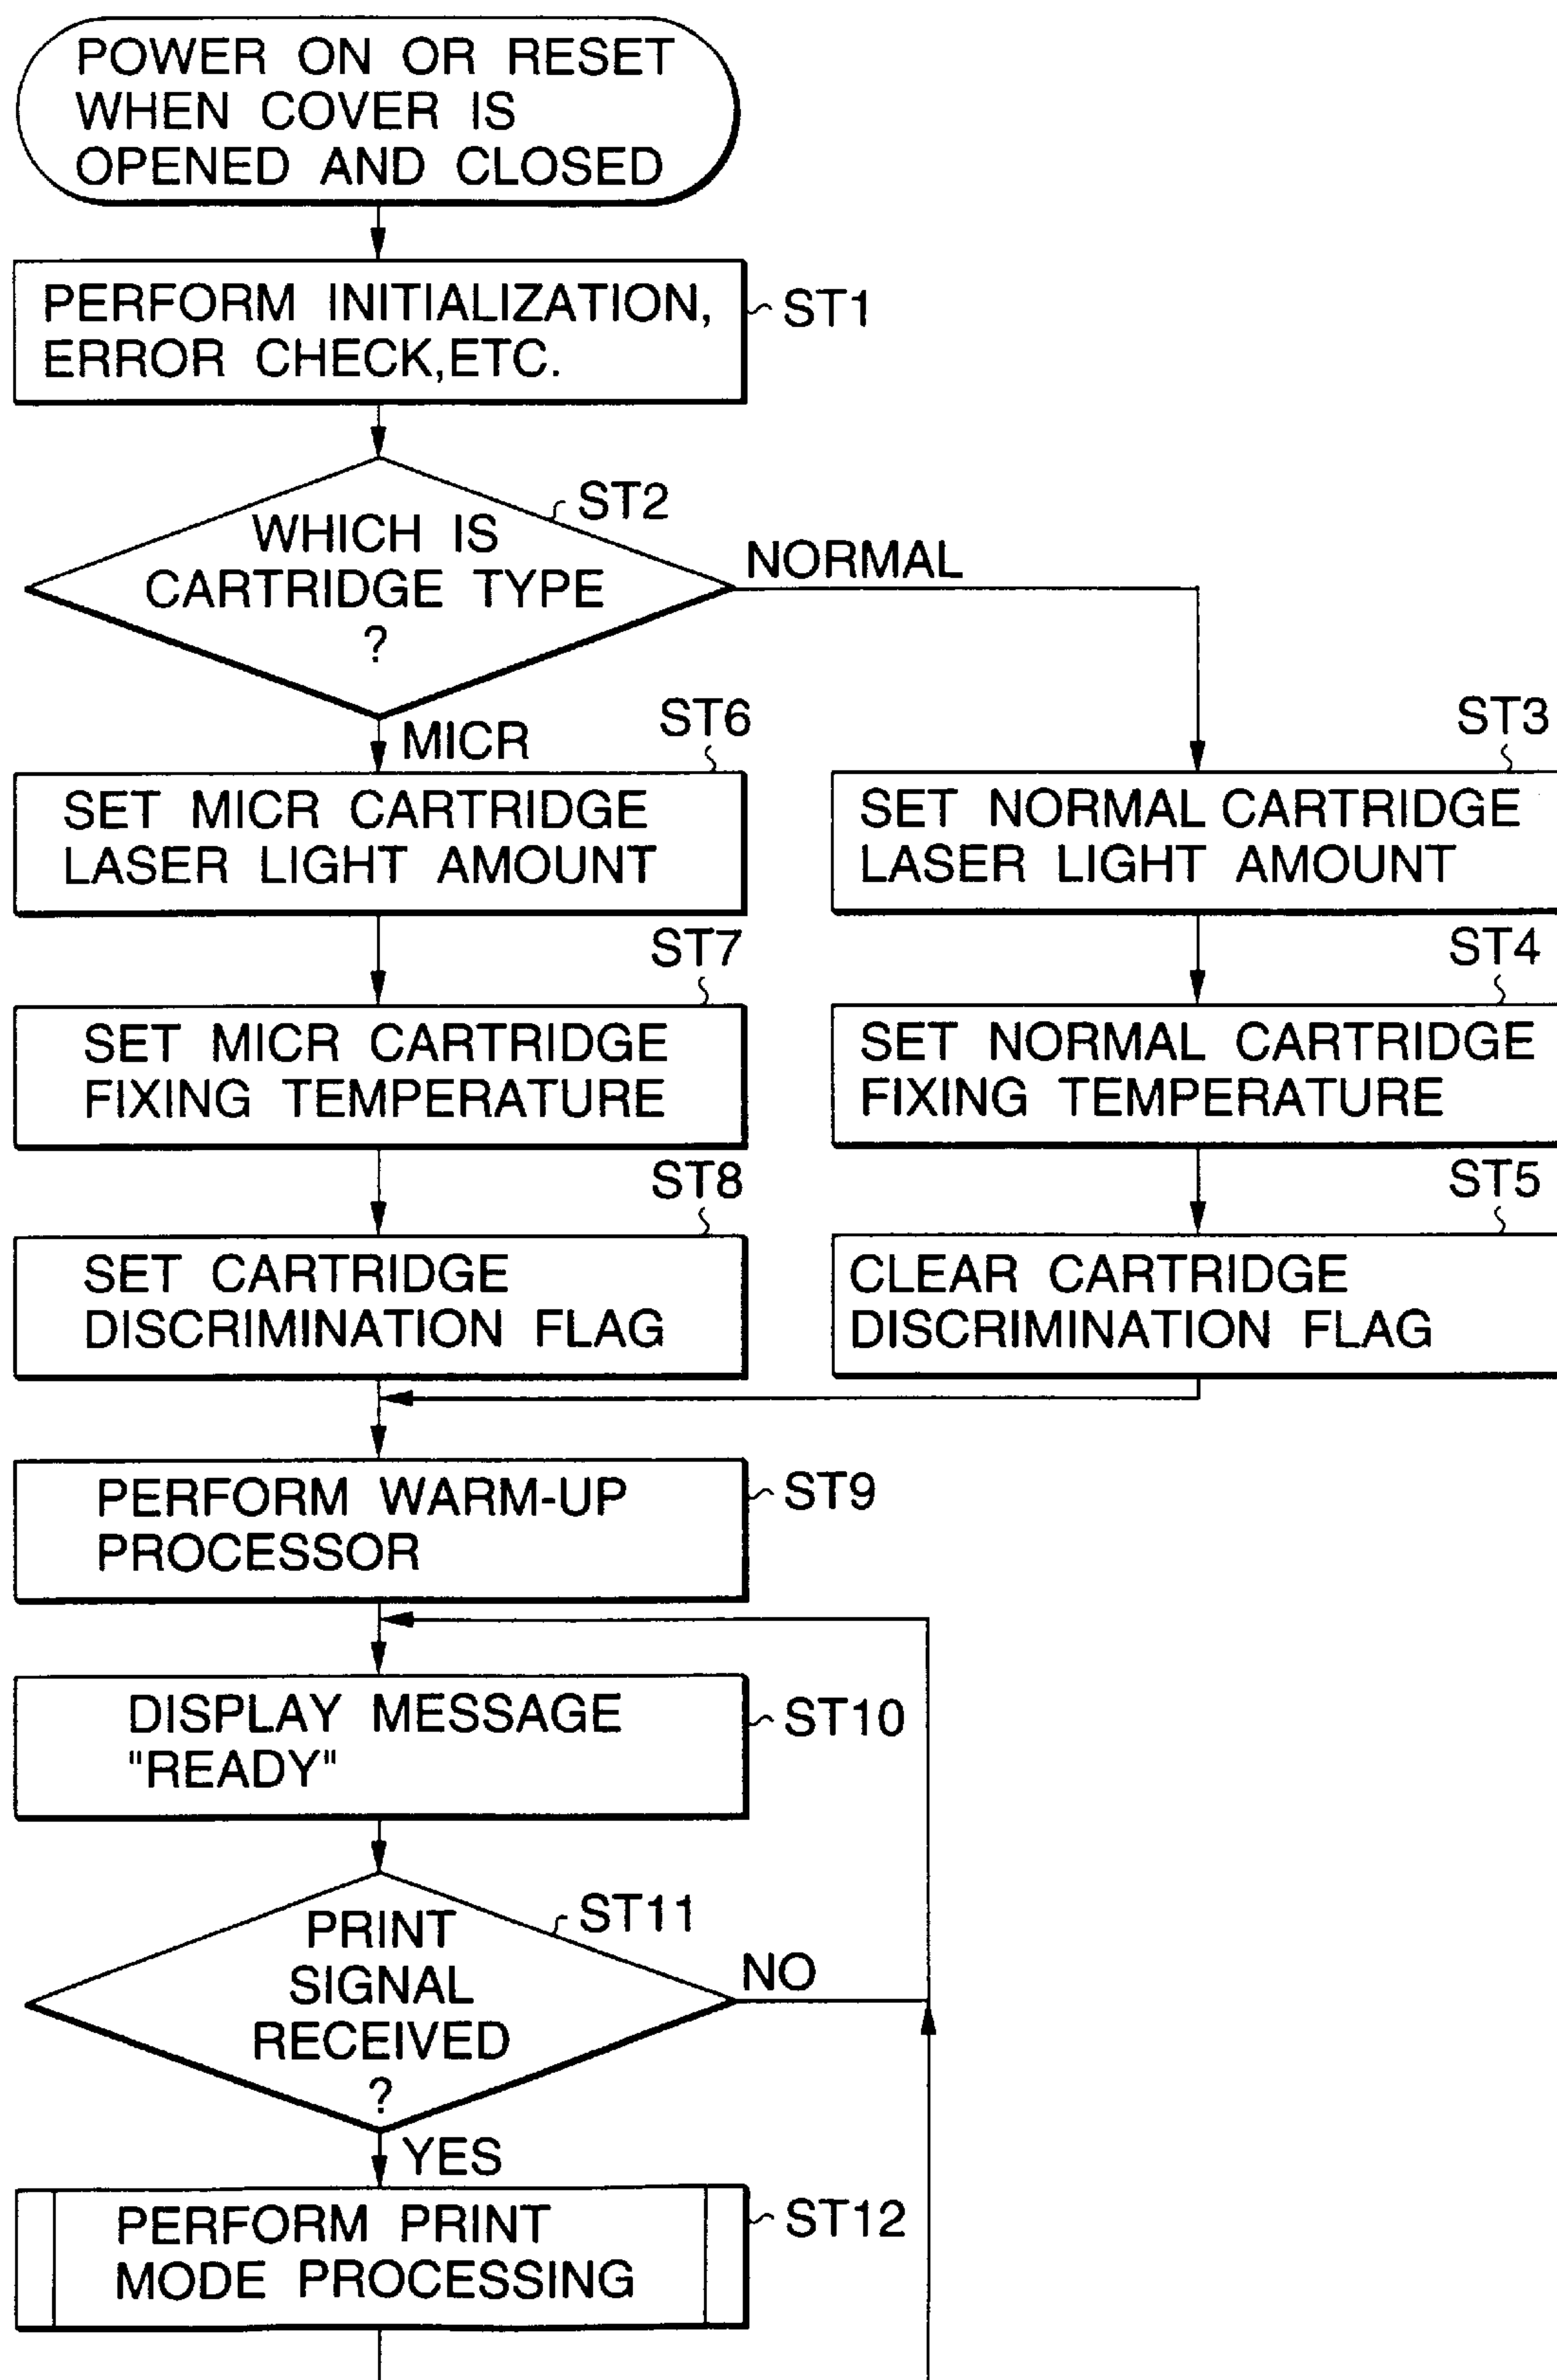 POWER ON OR RESET
WHEN COVER IS
OPENED AND CLOSED
PERFORM INITIALIZATION,
ERROR CHECK,ETC.
ST1
ST2
WHICH IS
CARTRIDGE TYPE
?
NORMAL
MICR
ST6
SET MICR CARTRIDGE
LASER LIGHT AMOUNT
ST3
SET NORMAL CARTRIDGE
LASER LIGHT AMOUNT
ST7
SET MICR CARTRIDGE
FIXING TEMPERATURE
ST4
SET NORMAL CARTRIDGE
FIXING TEMPERATURE
ST8
SET CARTRIDGE
DISCRIMINATION FLAG
ST5
CLEAR CARTRIDGE
DISCRIMINATION FLAG
PERFORM WARM-UP
PROCESSOR
ST9
DISPLAY MESSAGE
"READY"
ST10
ST11
PRINT
SIGNAL
RECEIVED
?
NO
YES
PERFORM PRINT
MODE PROCESSING
ST12